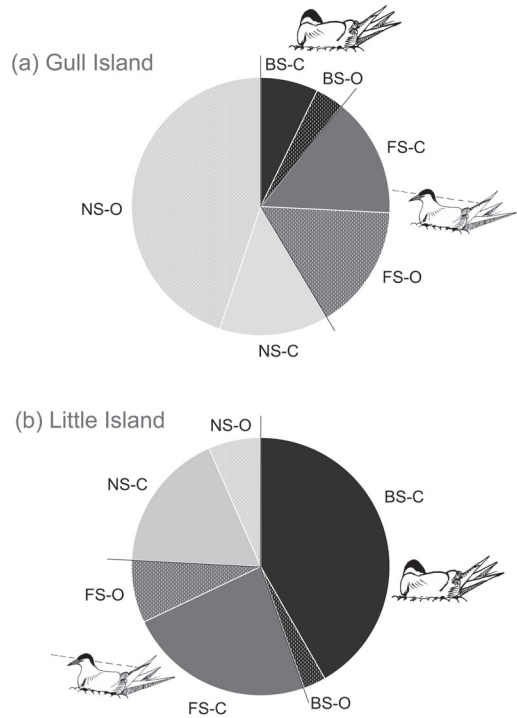 (a) Gull Island
BS-C
BS-O
FS-C
NS-O
FS-O
NS-C
(b) Little Island
NS-O
NS-C
BS-C
FS-O
BS-O
FS-C